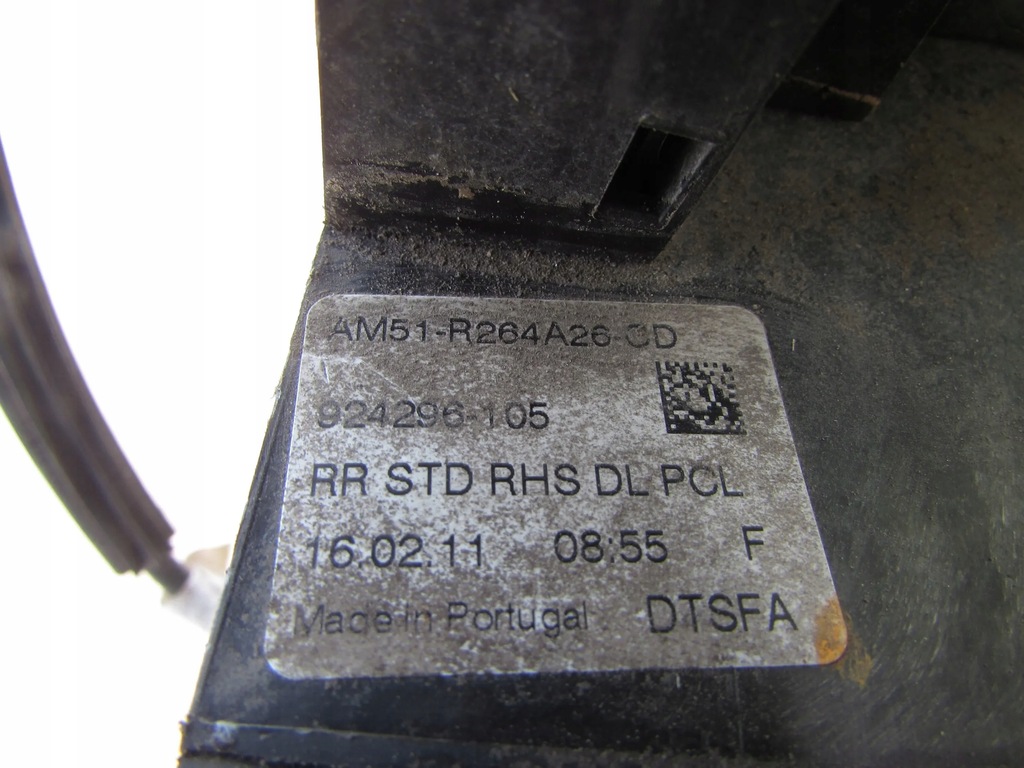 AM51-R264A26-CD
924296-105
RR STD RHS DL PCL
16.02.11 08:55 F
Made in Portugal DTSFA